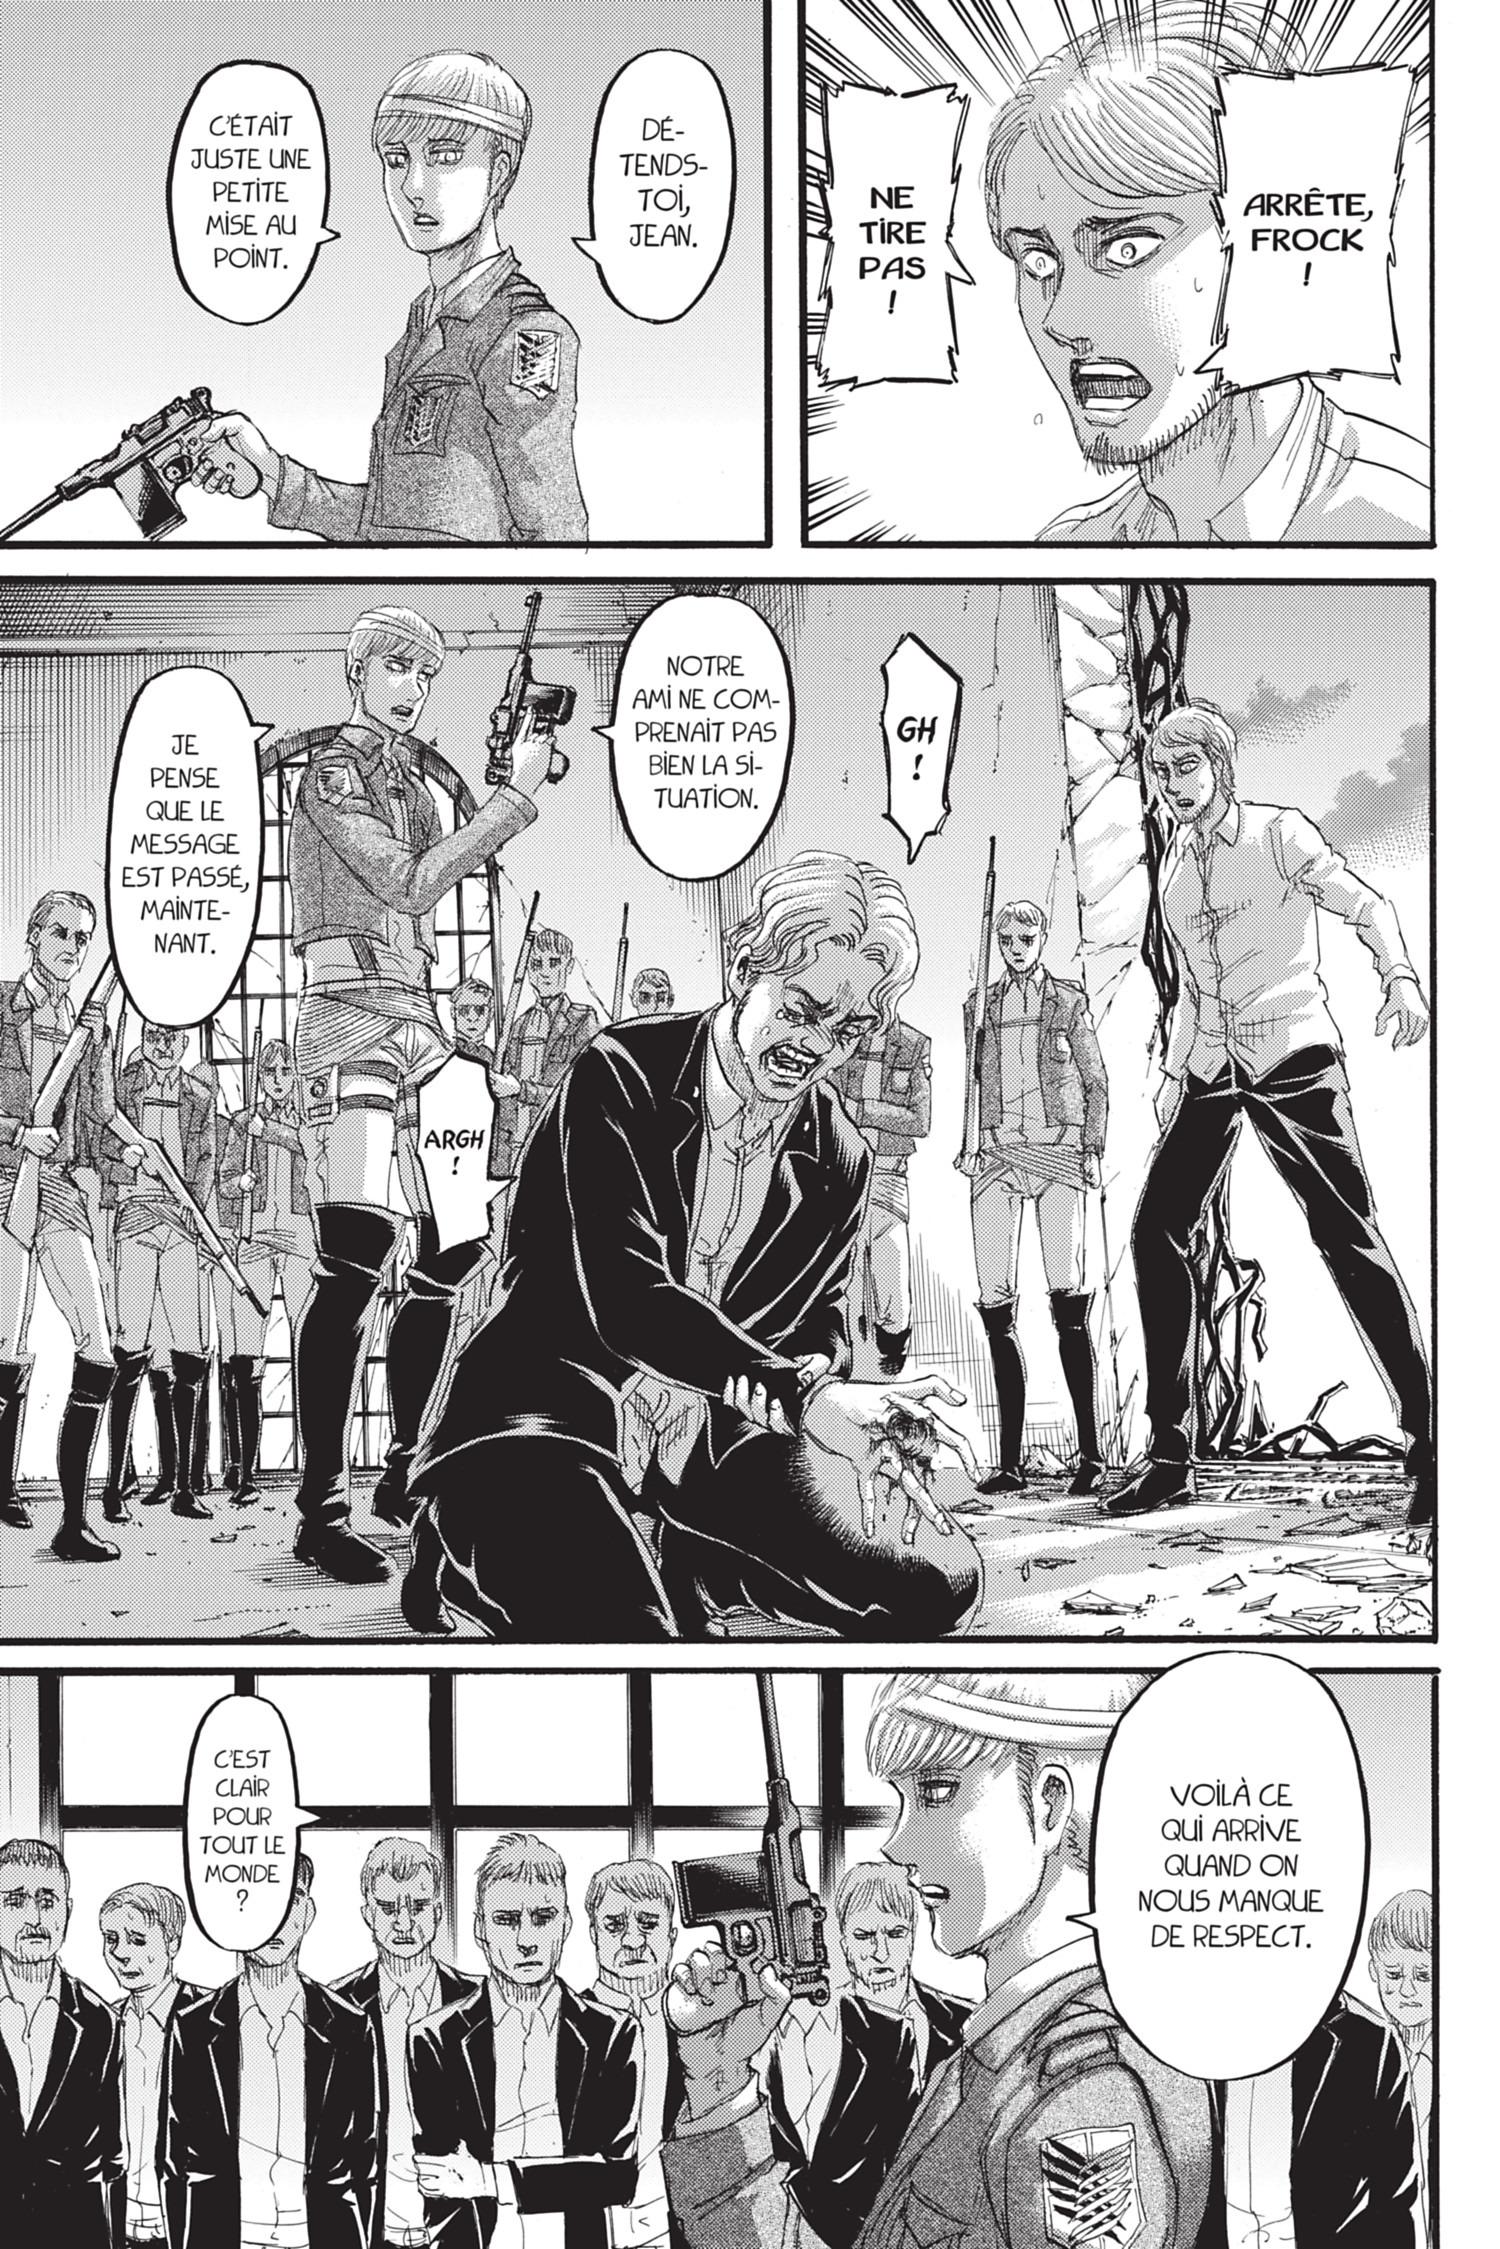 ARRÊTE,
FROCK
!
NE
TIRE
PAS
!
DÉ-
TENDS-
TOI,
JEAN.
C'ÉTAIT
JUSTE UNE
PETITE
MISE AU
POINT.
GH
!
NOTRE
AMI NE COM-
PRENAIT PAS
BIEN LA SI-
TUATION.
JE
PENSE
QUE LE
MESSAGE
EST PASSÉ,
MAINTE-
NANT.
ARGH
!
VOILÀ CE
QUI ARRIVE
QUAND ON
NOUS MANQUE
DE RESPECT.
C'EST
CLAIR
POUR
TOUT LE
MONDE
?